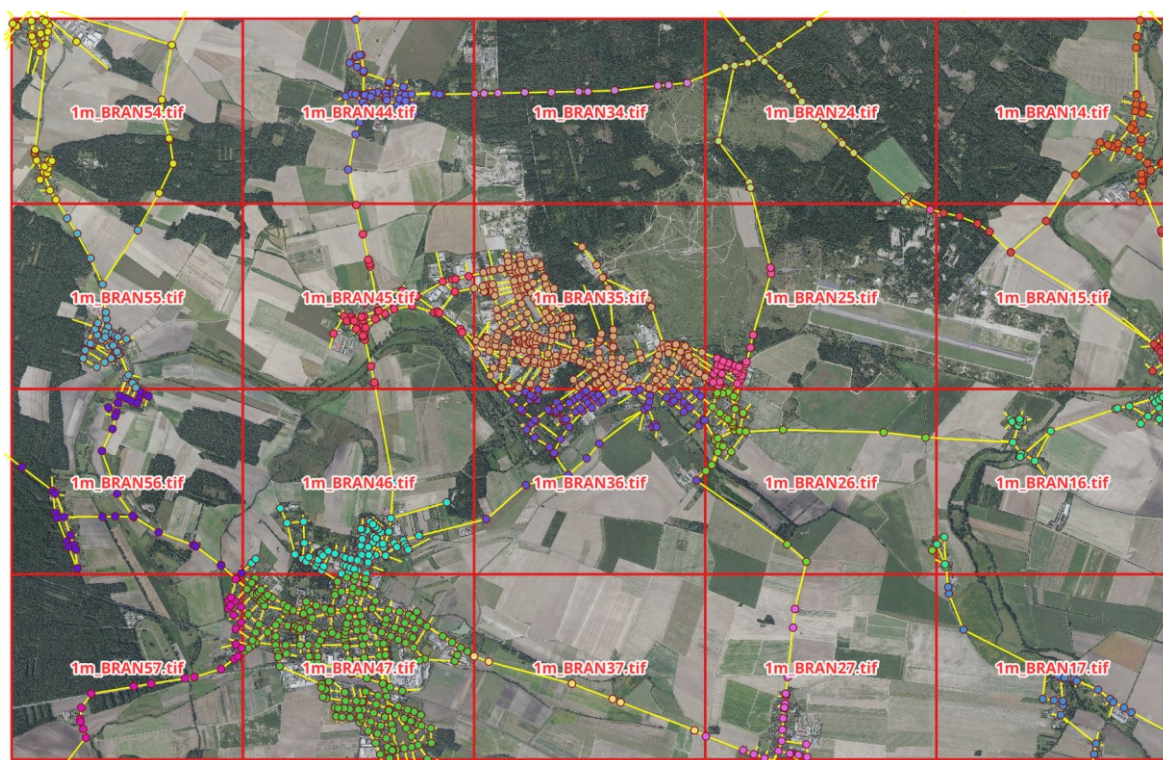 1m_BRAN54.tif
1m_BRAN44.tif
1m_BRAN34.tif
1m_BRAN24.tif
1m_BRAN14.tif
1m_BRAN55.tif
1m_BRAN45.tif
1m_BRAN35.tif
1m_BRAN25.tif
1m_BRAN15.tif
1m_BRAN56.tif
1m_BRAN46.tif
1m_BRAN36.tif
1m_BRAN26.tif
1m_BRAN16.tif
1m_BRAN57.tif
1m_BRAN47.tif
1m_BRAN37.tif
1m_BRAN27.tif
1m_BRAN17.tif